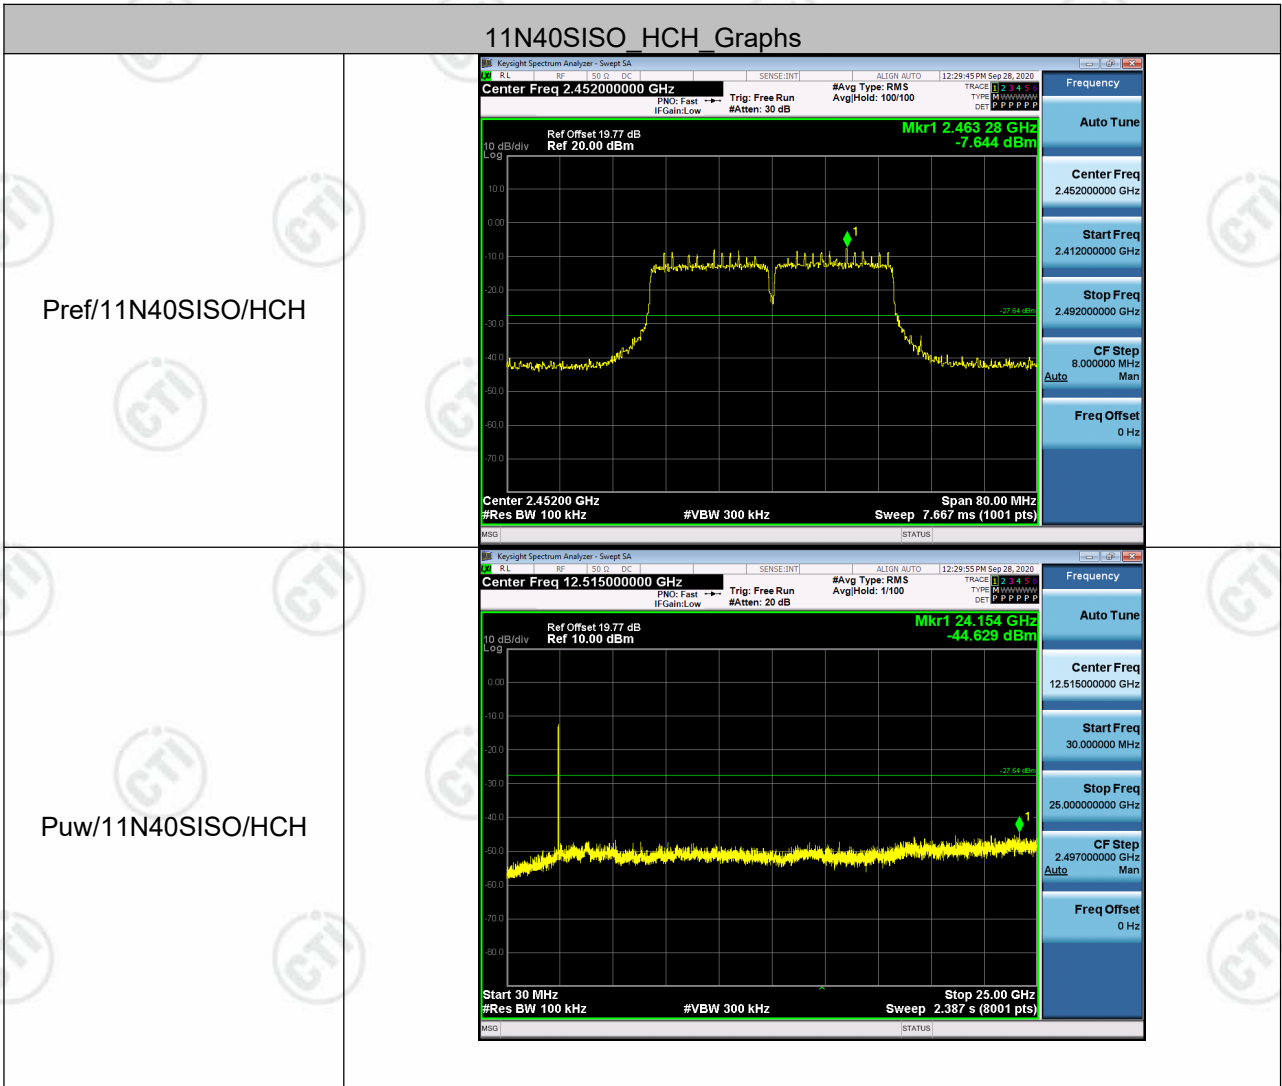 11N40SISO_HCH_Graphs
Pref/11N40SISO/HCH
Keysight Spectrum Analyzer - Swept SA
RL RF 50 Ω DC SENSE:INT ALIGN AUTO 12:29:45 PM Sep 28, 2020
Center Freq 2.452000000 GHz
PNO: Fast
IFGain:Low
Trig: Free Run
#Atten: 30 dB
#Avg Type: RMS
Avg|Hold: 100/100
TRACE 1 2 3 4 5 6
TYPE M W W W W W
DET P P P P P P
Mkr1 2.463 28 GHz
-7.644 dBm
Ref Offset 19.77 dB
10 dB/div Ref 20.00 dBm
Log
10.0
0.00
-10.0
-20.0
-30.0
-40.0
-50.0
-60.0
-70.0
1
-27.64 dBm
Center 2.45200 GHz Span 80.00 MHz
#Res BW 100 kHz #VBW 300 kHz Sweep 7.667 ms (1001 pts)
MSG STATUS
Frequency
Auto Tune
Center Freq
2.452000000 GHz
Start Freq
2.412000000 GHz
Stop Freq
2.492000000 GHz
CF Step
8.000000 MHz
Auto Man
Freq Offset
0 Hz
Puw/11N40SISO/HCH
Keysight Spectrum Analyzer - Swept SA
RL RF 50 Ω DC SENSE:INT ALIGN AUTO 12:29:55 PM Sep 28, 2020
Center Freq 12.515000000 GHz
PNO: Fast
IFGain:Low
Trig: Free Run
#Atten: 20 dB
#Avg Type: RMS
Avg|Hold: 1/100
TRACE 1 2 3 4 5 6
TYPE M W W W W W
DET P P P P P P
Mkr1 24.154 GHz
-44.629 dBm
Ref Offset 19.77 dB
10 dB/div Ref 10.00 dBm
Log
0.00
-10.0
-20.0
-30.0
-40.0
-50.0
-60.0
-70.0
-80.0
1
-27.64 dBm
Start 30 MHz Stop 25.00 GHz
#Res BW 100 kHz #VBW 300 kHz Sweep 2.387 s (8001 pts)
MSG STATUS
Frequency
Auto Tune
Center Freq
12.515000000 GHz
Start Freq
30.000000 MHz
Stop Freq
25.000000000 GHz
CF Step
2.497000000 GHz
Auto Man
Freq Offset
0 Hz
CTI